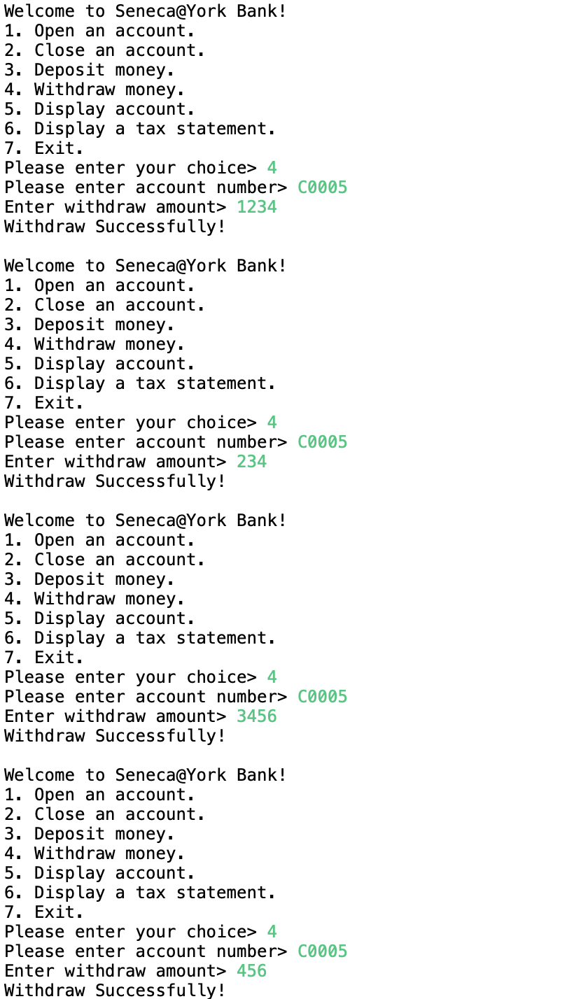 Welcome to Seneca@York Bank!
1. Open an account.
2. Close an account.
3. Deposit money.
4. Withdraw money.
5. Display account.
6. Display a tax statement.
7. Exit.
Please enter your choice> 4
Please enter account number> C0005
Enter withdraw amount> 1234
Withdraw Successfully!

Welcome to Seneca@York Bank!
1. Open an account.
2. Close an account.
3. Deposit money.
4. Withdraw money.
5. Display account.
6. Display a tax statement.
7. Exit.
Please enter your choice> 4
Please enter account number> C0005
Enter withdraw amount> 234
Withdraw Successfully!

Welcome to Seneca@York Bank!
1. Open an account.
2. Close an account.
3. Deposit money.
4. Withdraw money.
5. Display account.
6. Display a tax statement.
7. Exit.
Please enter your choice> 4
Please enter account number> C0005
Enter withdraw amount> 3456
Withdraw Successfully!

Welcome to Seneca@York Bank!
1. Open an account.
2. Close an account.
3. Deposit money.
4. Withdraw money.
5. Display account.
6. Display a tax statement.
7. Exit.
Please enter your choice> 4
Please enter account number> C0005
Enter withdraw amount> 456
Withdraw Successfully!